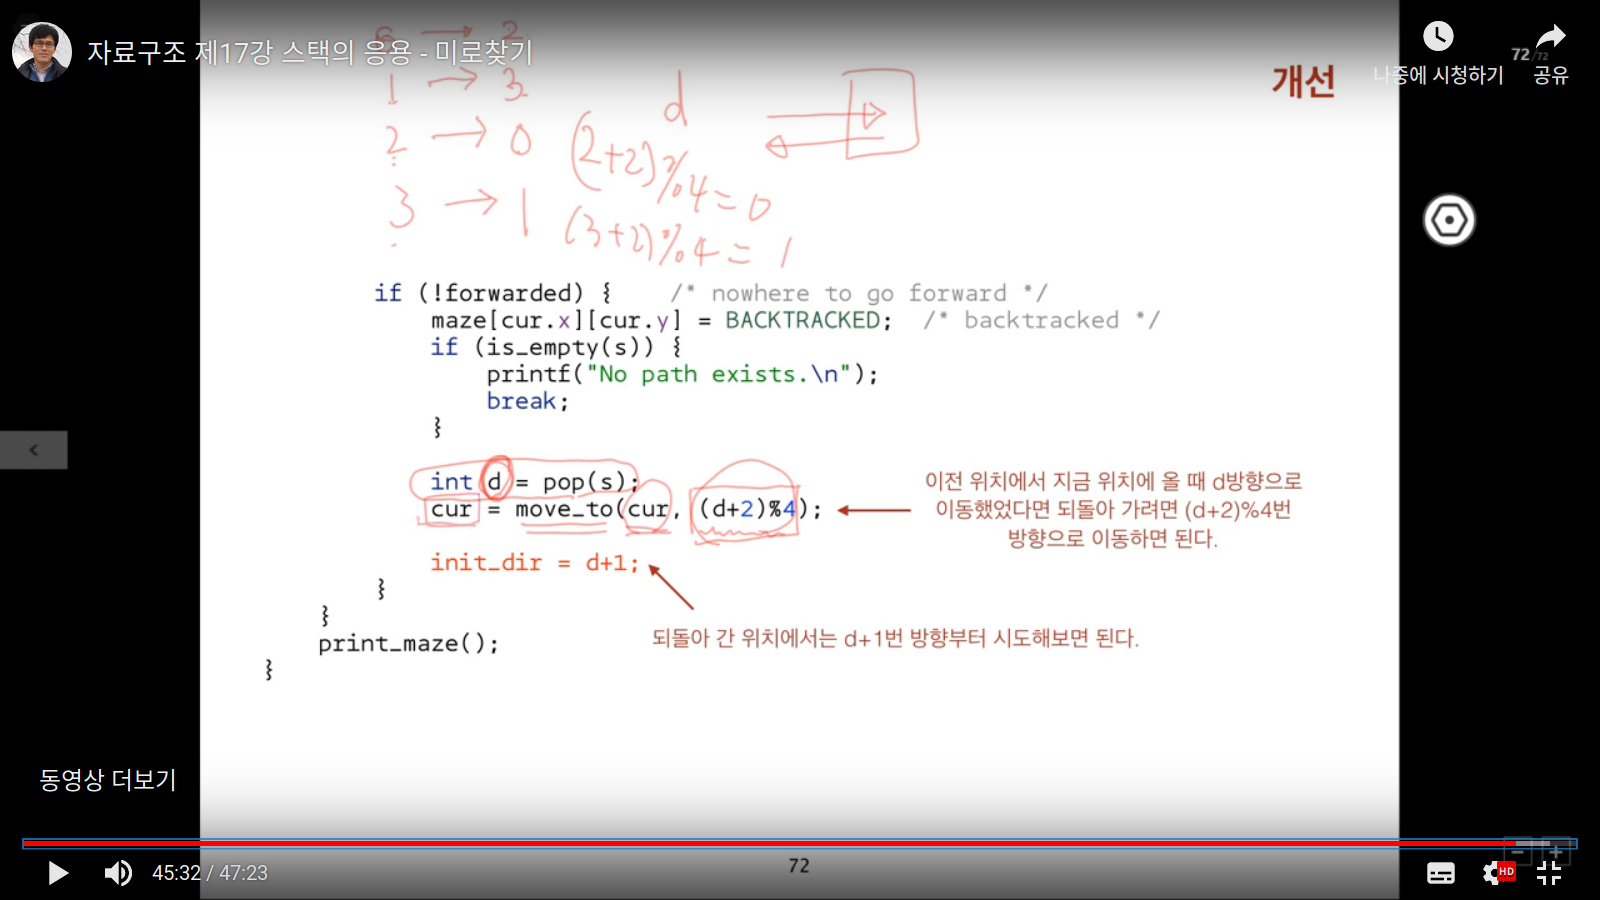 자료구조 제17강 스택의 응용 - 미로찾기
나중에 시청하기
공유
72/72
개선
0 → 2
1 → 3
2 → 0
3 → 1
d
(2+2)%4=0
(3+2)%4=1
if (!forwarded) { /* nowhere to go forward */
maze[cur.x][cur.y] = BACKTRACKED; /* backtracked */
if (is_empty(s)) {
printf("No path exists.\n");
break;
}
int d = pop(s);
cur = move_to(cur, (d+2)%4);
이전 위치에서 지금 위치에 올 때 d방향으로
이동했었다면 되돌아 가려면 (d+2)%4번
방향으로 이동하면 된다.
init_dir = d+1;
}
}
되돌아 간 위치에서는 d+1번 방향부터 시도해보면 된다.
print_maze();
}
동영상 더보기
45:32 / 47:23
72
HD